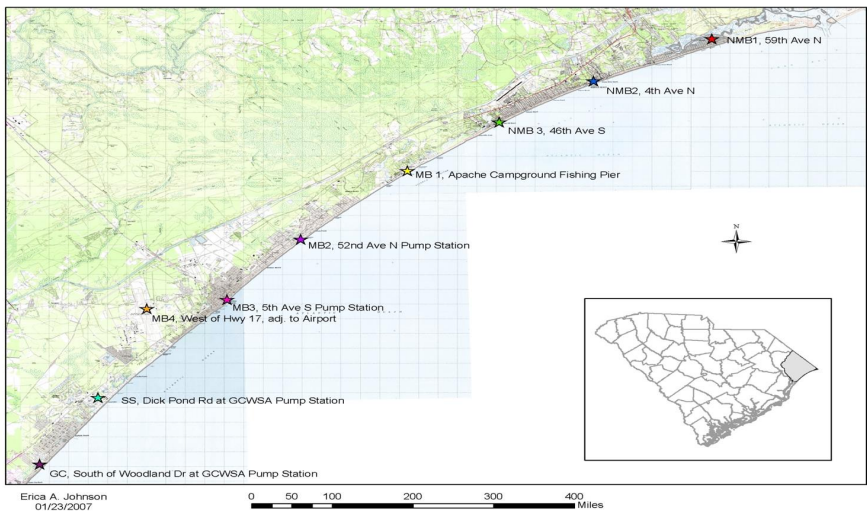 NMB1, 59th Ave N
NMB2, 4th Ave N
NMB 3, 46th Ave S
MB 1, Apache Campground Fishing Pier
N
MB2, 52nd Ave N Pump Station
MB3, 5th Ave S Pump Station
MB4, West of Hwy 17, adj. to Airport
SS, Dick Pond Rd at GCWSA Pump Station
GC, South of Woodland Dr at GCWSA Pump Station
Erica A. Johnson
01/23/2007
0 50 100 200 300 400
Miles